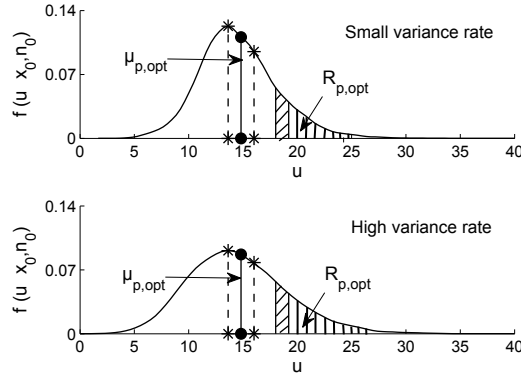 Small variance rate
f (u x0,n0)
0.14
0.07
0
μp,opt
Rp,opt
0 5 10 15 20 25 30 35 40
u
High variance rate
f (u x0,n0)
0.14
0.07
0
μp,opt
Rp,opt
0 5 10 15 20 25 30 35 40
u